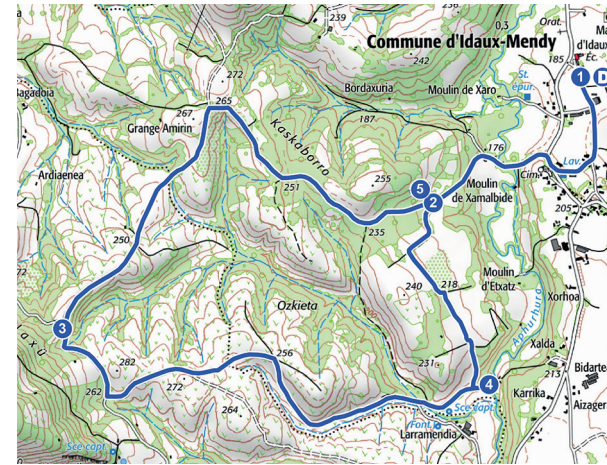 236
239
0.3
Orat.
Ma
Commune d'Idaux-Mendy
d'Idaux
Éc.
185
1
D
272
242
St.
épur.
Bagadoia
267
265
Bordaxuria
Moulin de Xaro
Grange Amirin
187
Kaskaborro
176
Lav.
Ardiaenea
251
255
5
2
Cim.
Moulin
de Xamalbide
205
250
235
72
240
218
Moulin
d'Etxatz
Ozkieta
Aphurhura
Xorhoa
3
Xalda
256
231
282
4
213
Bidarte
262
272
264
Sce capt.
Karrika
Aizager
Font.
Larramendia
Sce capt.